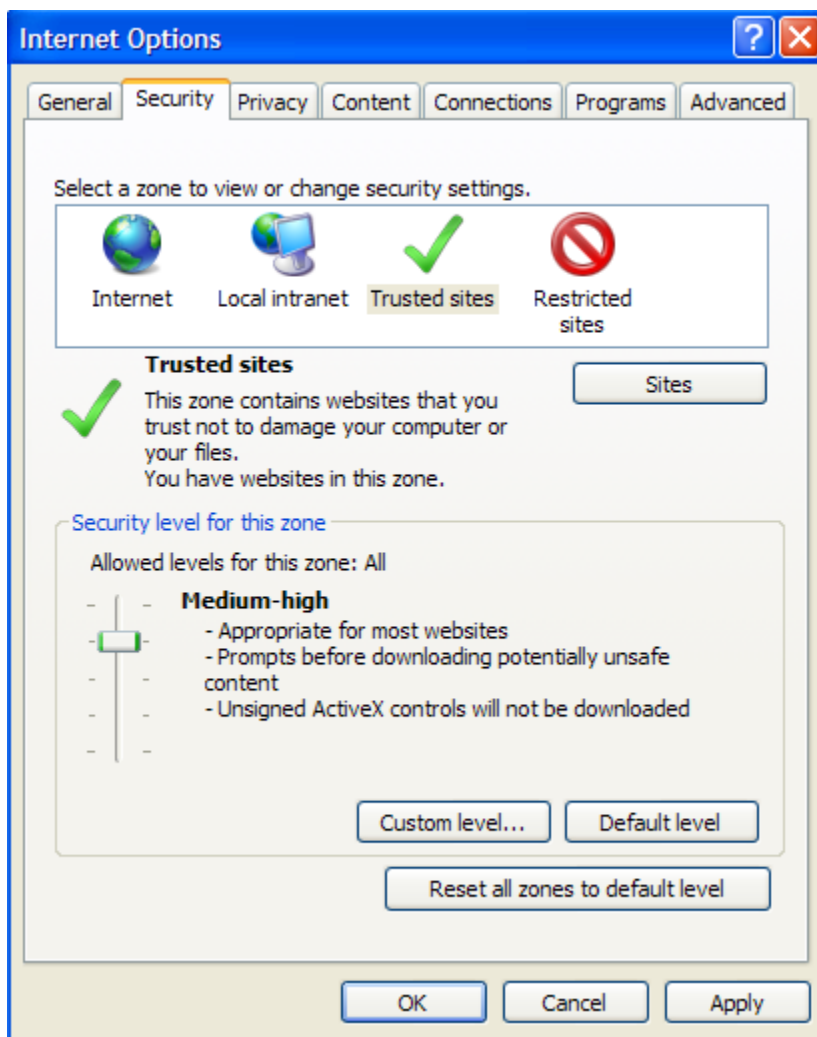 Internet Options
?
General Security Privacy Content Connections Programs Advanced
Select a zone to view or change security settings.
Internet Local intranet Trusted sites Restricted
sites
Trusted sites
Sites
This zone contains websites that you
trust not to damage your computer or
your files.
You have websites in this zone.
Security level for this zone
Allowed levels for this zone: All
Medium-high
- Appropriate for most websites
- Prompts before downloading potentially unsafe
content
- Unsigned ActiveX controls will not be downloaded
Custom level... Default level
Reset all zones to default level
OK Cancel Apply